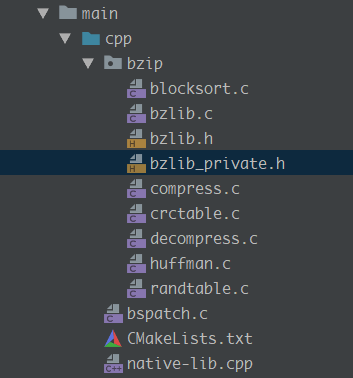 main
cpp
bzip
blocksort.c
bzlib.c
bzlib.h
bzlib_private.h
compress.c
crctable.c
decompress.c
huffman.c
randtable.c
bspatch.c
CMakeLists.txt
native-lib.cpp